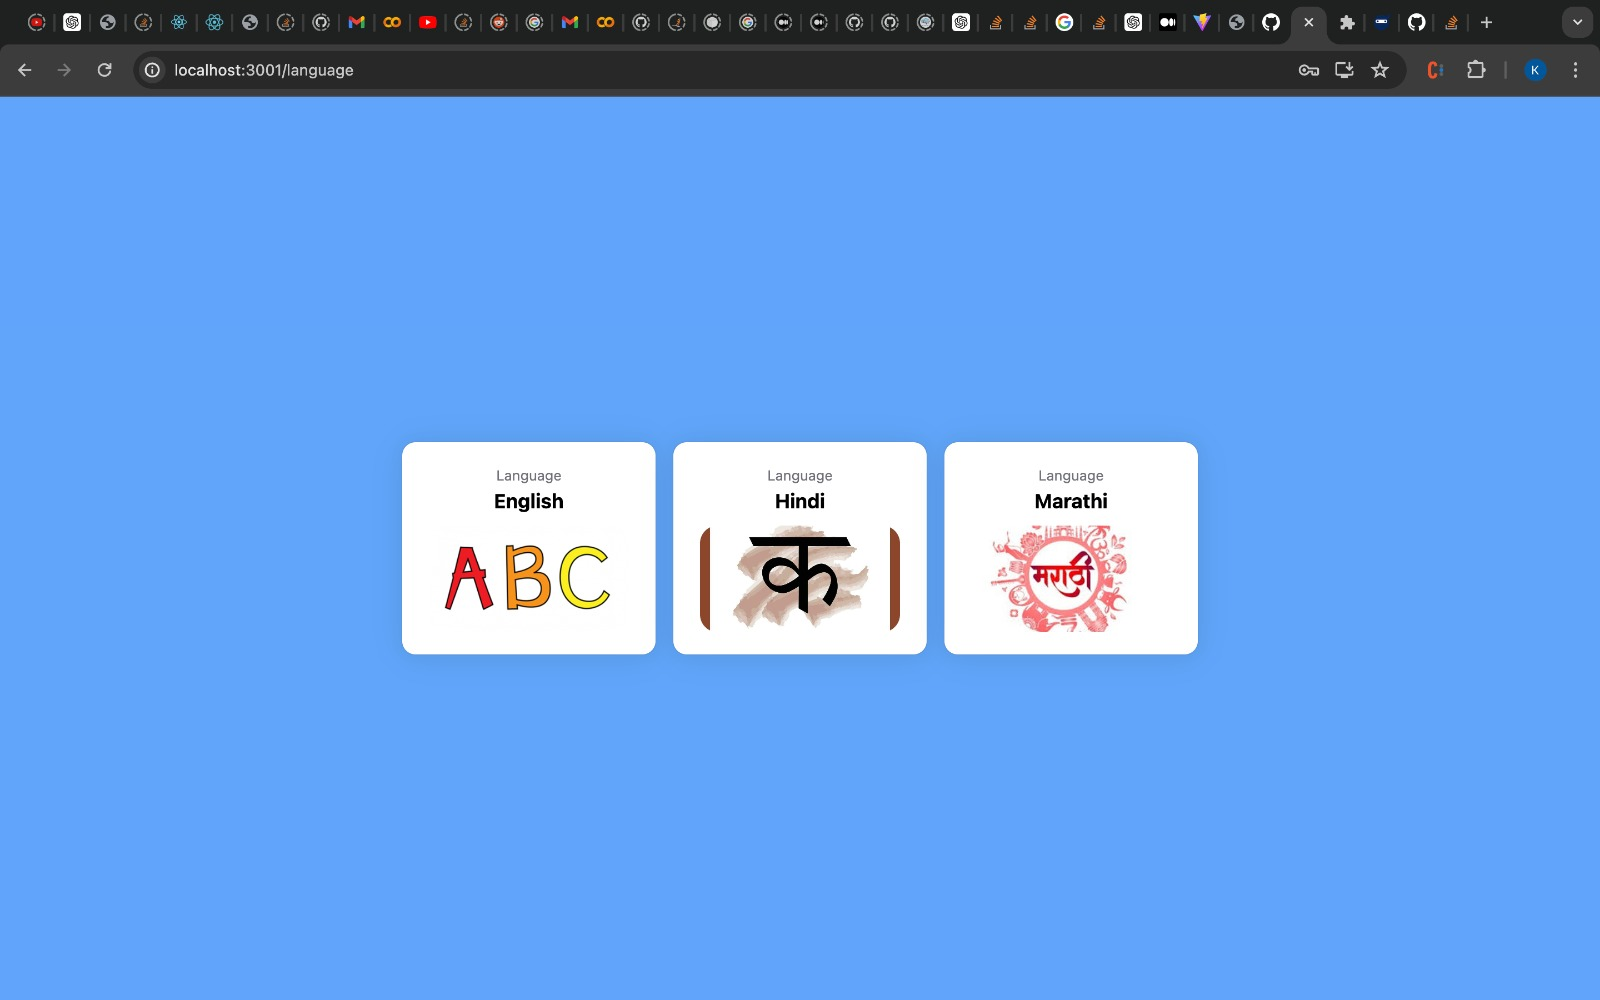 localhost:3001/language
K
Language
English
ABC
Language
Hindi
क
Language
Marathi
मराठी